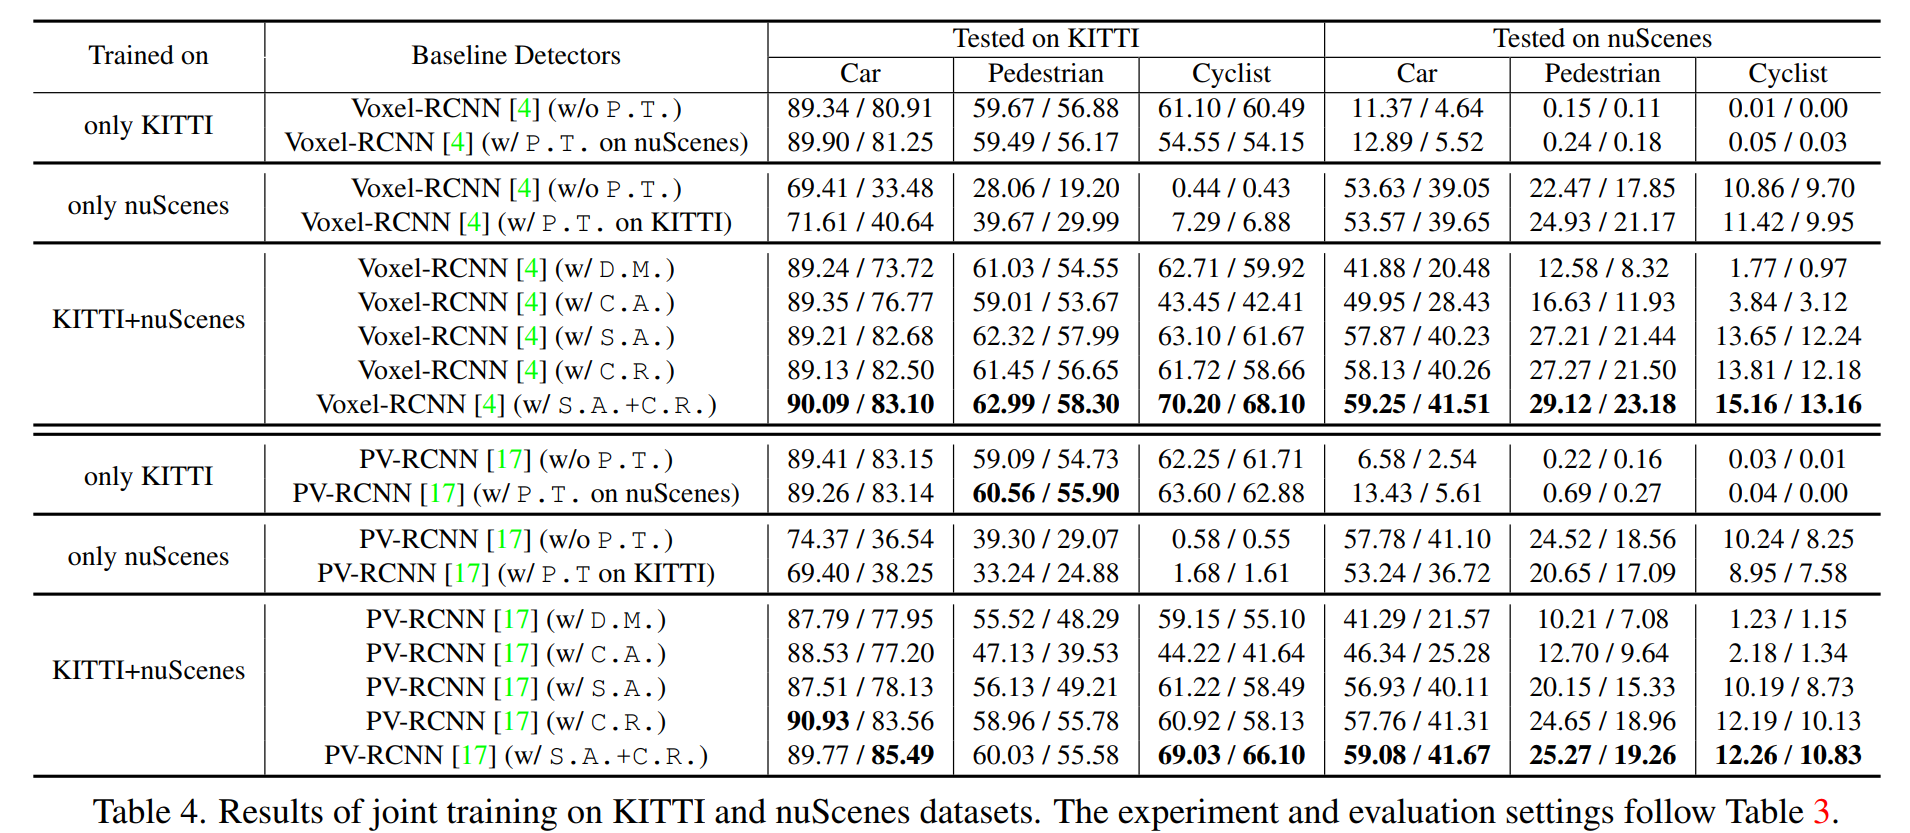 Trained on Baseline Detectors Tested on KITTI Tested on nuScenes
Car Pedestrian Cyclist Car Pedestrian Cyclist
only KITTI
Voxel-RCNN [4] (w/o P.T.) 89.34 / 80.91 59.67 / 56.88 61.10 / 60.49 11.37 / 4.64 0.15 / 0.11 0.01 / 0.00
Voxel-RCNN [4] (w/ P.T. on nuScenes) 89.90 / 81.25 59.49 / 56.17 54.55 / 54.15 12.89 / 5.52 0.24 / 0.18 0.05 / 0.03
only nuScenes
Voxel-RCNN [4] (w/o P.T.) 69.41 / 33.48 28.06 / 19.20 0.44 / 0.43 53.63 / 39.05 22.47 / 17.85 10.86 / 9.70
Voxel-RCNN [4] (w/ P.T. on KITTI) 71.61 / 40.64 39.67 / 29.99 7.29 / 6.88 53.57 / 39.65 24.93 / 21.17 11.42 / 9.95
KITTI+nuScenes
Voxel-RCNN [4] (w/ D.M.) 89.24 / 73.72 61.03 / 54.55 62.71 / 59.92 41.88 / 20.48 12.58 / 8.32 1.77 / 0.97
Voxel-RCNN [4] (w/ C.A.) 89.35 / 76.77 59.01 / 53.67 43.45 / 42.41 49.95 / 28.43 16.63 / 11.93 3.84 / 3.12
Voxel-RCNN [4] (w/ S.A.) 89.21 / 82.68 62.32 / 57.99 63.10 / 61.67 57.87 / 40.23 27.21 / 21.44 13.65 / 12.24
Voxel-RCNN [4] (w/ C.R.) 89.13 / 82.50 61.45 / 56.65 61.72 / 58.66 58.13 / 40.26 27.27 / 21.50 13.81 / 12.18
Voxel-RCNN [4] (w/ S.A.+C.R.) 90.09 / 83.10 62.99 / 58.30 70.20 / 68.10 59.25 / 41.51 29.12 / 23.18 15.16 / 13.16
only KITTI
PV-RCNN [17] (w/o P.T.) 89.41 / 83.15 59.09 / 54.73 62.25 / 61.71 6.58 / 2.54 0.22 / 0.16 0.03 / 0.01
PV-RCNN [17] (w/ P.T. on nuScenes) 89.26 / 83.14 60.56 / 55.90 63.60 / 62.88 13.43 / 5.61 0.69 / 0.27 0.04 / 0.00
only nuScenes
PV-RCNN [17] (w/o P.T.) 74.37 / 36.54 39.30 / 29.07 0.58 / 0.55 57.78 / 41.10 24.52 / 18.56 10.24 / 8.25
PV-RCNN [17] (w/ P.T on KITTI) 69.40 / 38.25 33.24 / 24.88 1.68 / 1.61 53.24 / 36.72 20.65 / 17.09 8.95 / 7.58
KITTI+nuScenes
PV-RCNN [17] (w/ D.M.) 87.79 / 77.95 55.52 / 48.29 59.15 / 55.10 41.29 / 21.57 10.21 / 7.08 1.23 / 1.15
PV-RCNN [17] (w/ C.A.) 88.53 / 77.20 47.13 / 39.53 44.22 / 41.64 46.34 / 25.28 12.70 / 9.64 2.18 / 1.34
PV-RCNN [17] (w/ S.A.) 87.51 / 78.13 56.13 / 49.21 61.22 / 58.49 56.93 / 40.11 20.15 / 15.33 10.19 / 8.73
PV-RCNN [17] (w/ C.R.) 90.93 / 83.56 58.96 / 55.78 60.92 / 58.13 57.76 / 41.31 24.65 / 18.96 12.19 / 10.13
PV-RCNN [17] (w/ S.A.+C.R.) 89.77 / 85.49 60.03 / 55.58 69.03 / 66.10 59.08 / 41.67 25.27 / 19.26 12.26 / 10.83
Table 4. Results of joint training on KITTI and nuScenes datasets. The experiment and evaluation settings follow Table 3.